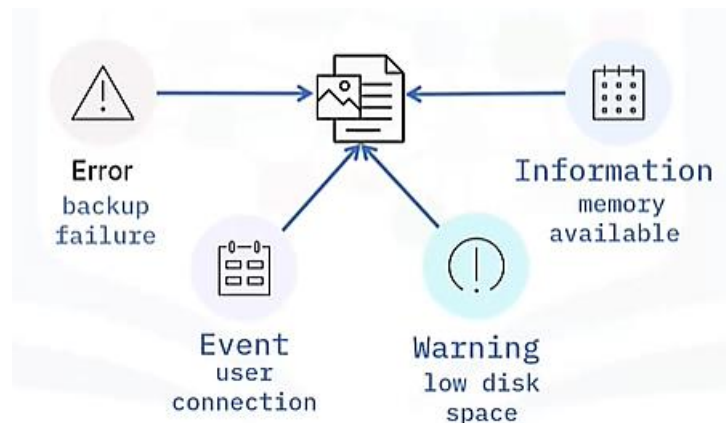 Error
backup
failure
Information
memory
available
Event
user
connection
Warning
low disk
space